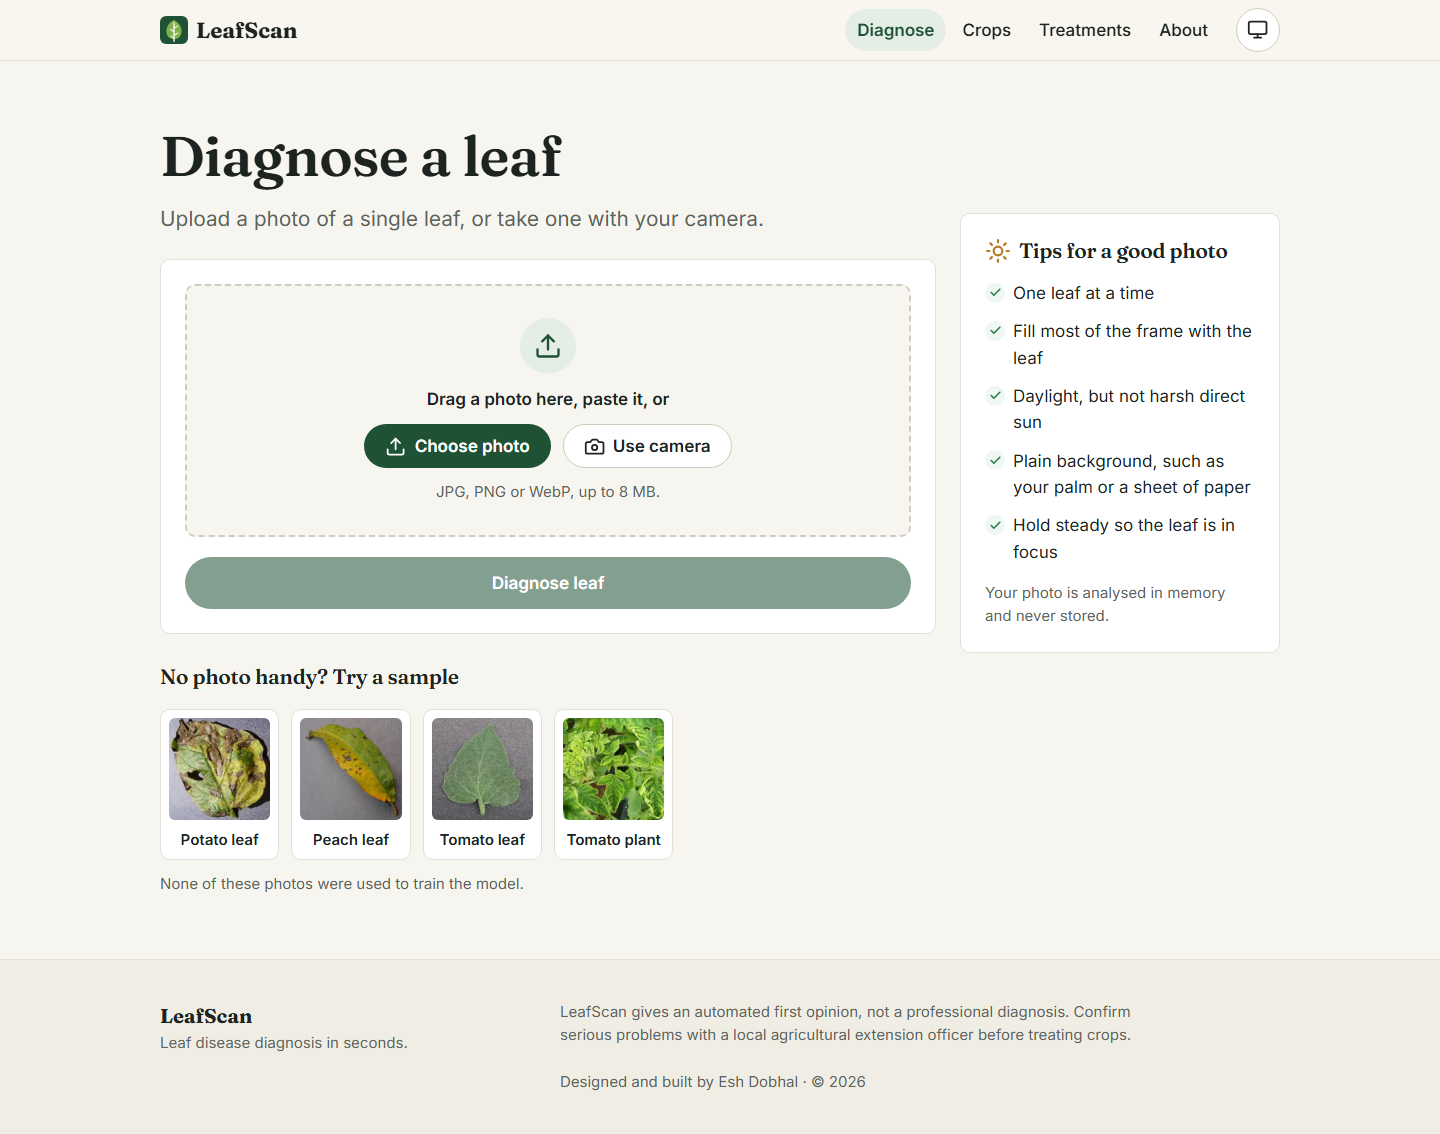 LeafScan
Diagnose
Crops
Treatments
About
Diagnose a leaf
Upload a photo of a single leaf, or take one with your camera.
Drag a photo here, paste it, or
Choose photo
Use camera
JPG, PNG or WebP, up to 8 MB.
Diagnose leaf
Tips for a good photo
One leaf at a time
Fill most of the frame with the
leaf
Daylight, but not harsh direct
sun
Plain background, such as
your palm or a sheet of paper
Hold steady so the leaf is in
focus
Your photo is analysed in memory
and never stored.
No photo handy? Try a sample
Potato leaf
Peach leaf
Tomato leaf
Tomato plant
None of these photos were used to train the model.
LeafScan
Leaf disease diagnosis in seconds.
LeafScan gives an automated first opinion, not a professional diagnosis. Confirm
serious problems with a local agricultural extension officer before treating crops.
Designed and built by Esh Dobhal · © 2026